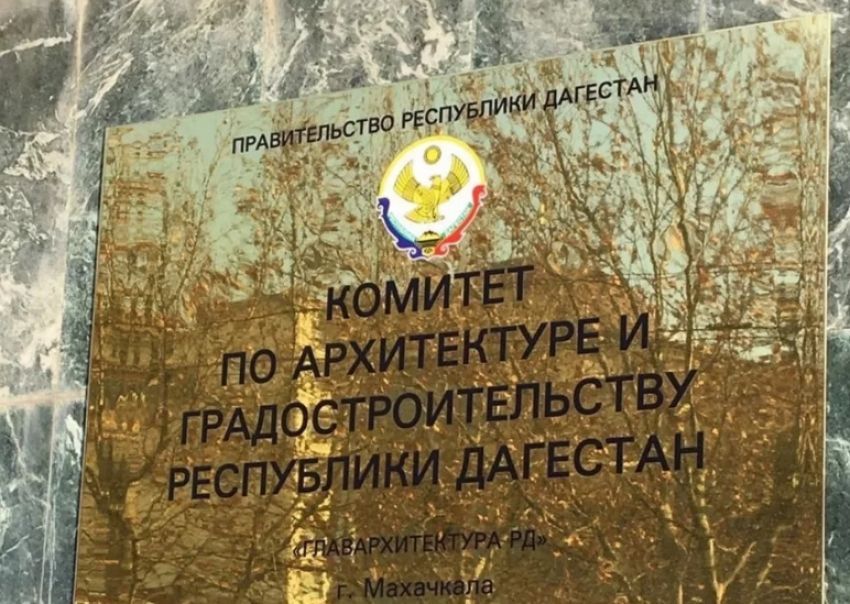 ПРАВИТЕЛЬСТВО РЕСПУБЛИКИ ДАГЕСТАН
КОМИТЕТ
ПО АРХИТЕКТУРЕ И
ГРАДОСТРОИТЕЛЬСТВУ
РЕСПУБЛИКИ ДАГЕСТАН
«ГЛАВАРХИТЕКТУРА РД»
г. Махачкала